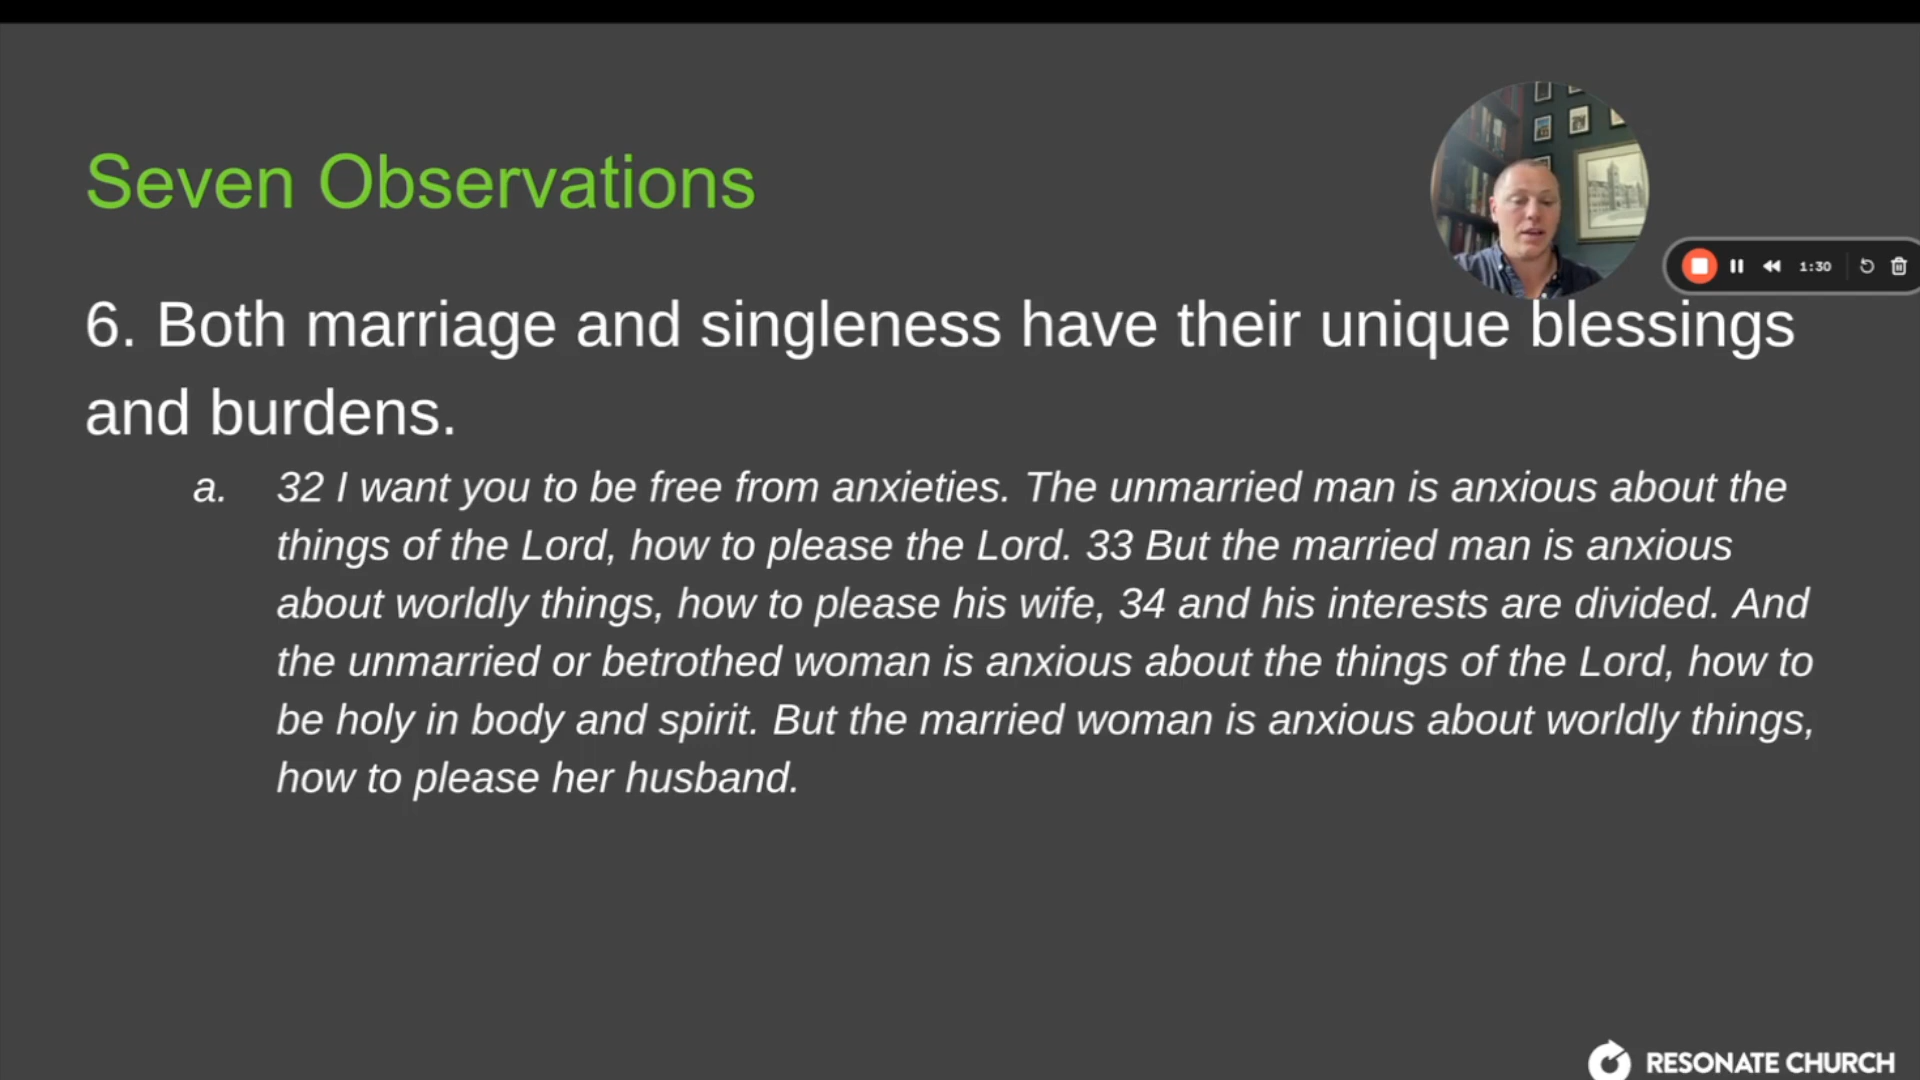 Seven Observations
1:30
6. Both marriage and singleness have their unique blessings
and burdens.
a. 32 I want you to be free from anxieties. The unmarried man is anxious about the
things of the Lord, how to please the Lord. 33 But the married man is anxious
about worldly things, how to please his wife, 34 and his interests are divided. And
the unmarried or betrothed woman is anxious about the things of the Lord, how to
be holy in body and spirit. But the married woman is anxious about worldly things,
how to please her husband.
RESONATE CHURCH